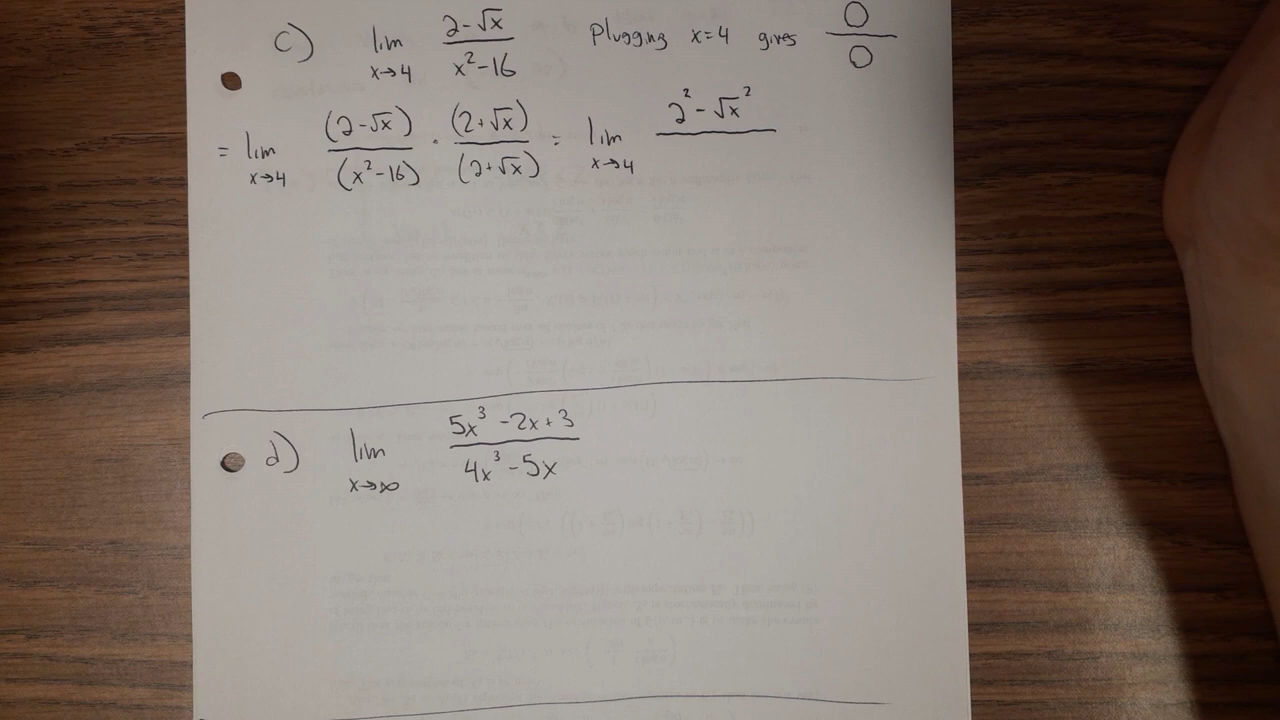 c) lim x→4 2-√x / x²-16 Plugging x=4 gives 0/0
= lim x→4 (2-√x)/(x²-16) · (2+√x)/(2+√x) = lim x→4 2²-√x²
d) lim x→∞ 5x³-2x+3 / 4x³-5x